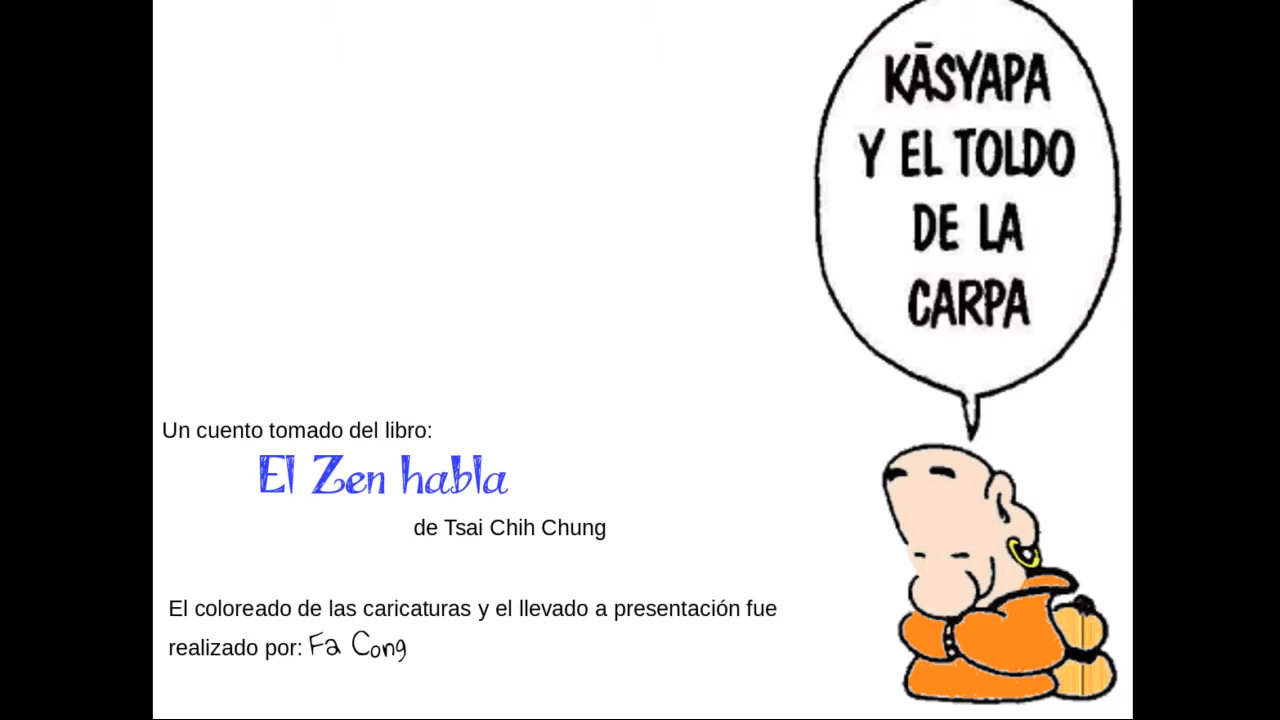 KĀSYAPA
Y EL TOLDO
DE LA
CARPA
Un cuento tomado del libro:
El Zen habla
de Tsai Chih Chung
El coloreado de las caricaturas y el llevado a presentación fue
realizado por: Fa Cong